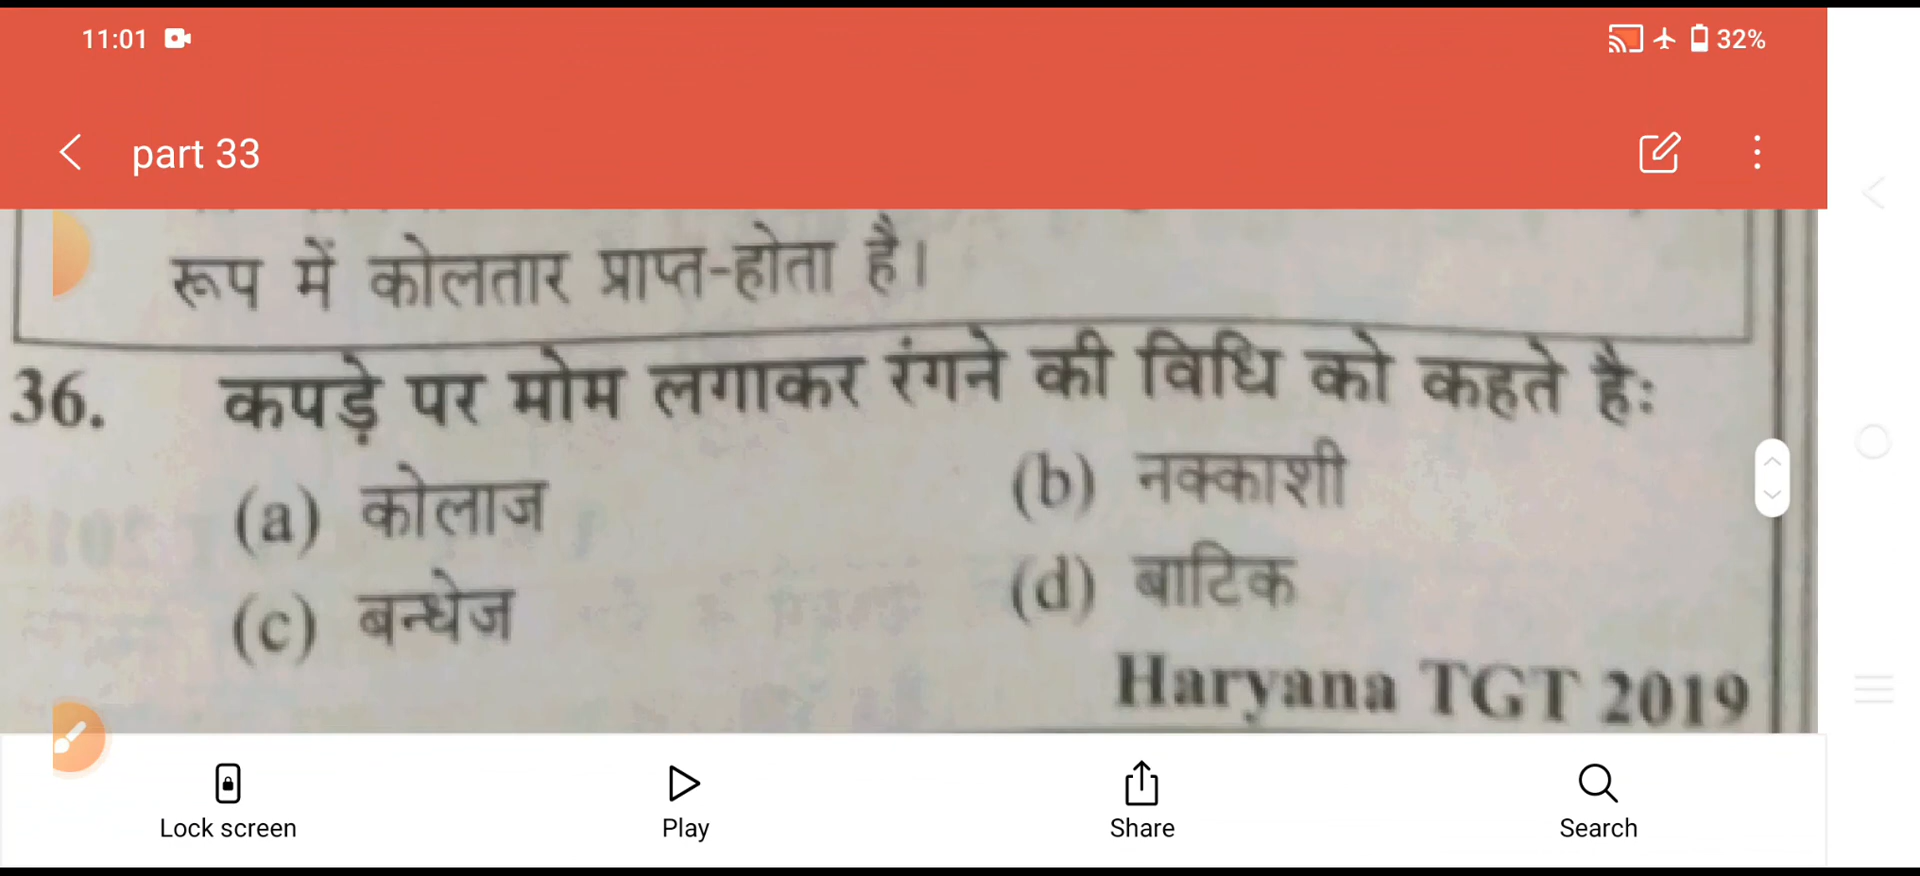 11:01
32%
part 33
रूप में कोलतार प्राप्त-होता है।
36. कपड़े पर मोम लगाकर रंगने की विधि को कहते हैः
(a) कोलाज (b) नक्काशी
(c) बन्धेज (d) बाटिक
Haryana TGT 2019
Lock screen Play Share Search